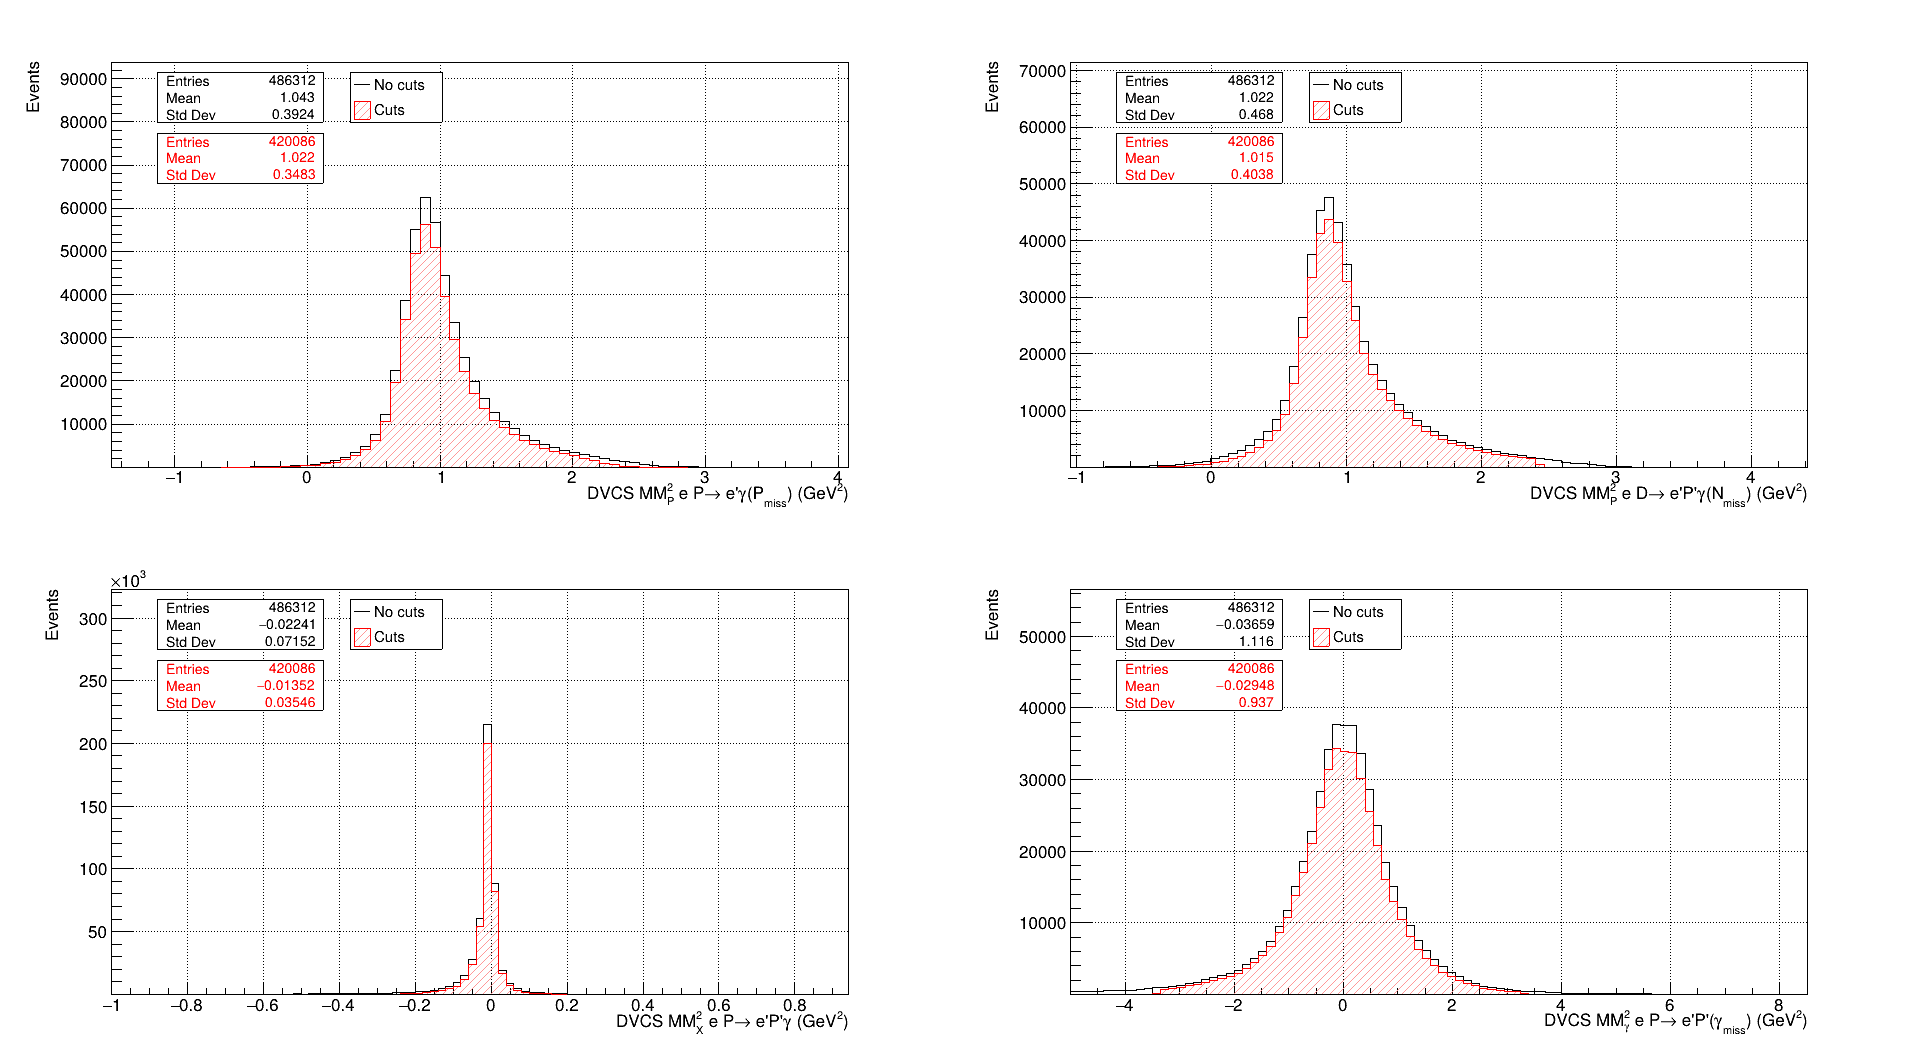 Events
Entries 486312
Mean 1.043
Std Dev 0.3924
Entries 420086
Mean 1.022
Std Dev 0.3483
No cuts
Cuts
90000
80000
70000
60000
50000
40000
30000
20000
10000
−1 0 1 2 3 4
DVCS MM²_P e P→ e'γ(P_miss) (GeV²)
Events
Entries 486312
Mean 1.022
Std Dev 0.468
Entries 420086
Mean 1.015
Std Dev 0.4038
No cuts
Cuts
70000
60000
50000
40000
30000
20000
10000
−1 0 1 2 3 4
DVCS MM²_P e D→ e'P'γ(N_miss) (GeV²)
×10³
Events
Entries 486312
Mean −0.02241
Std Dev 0.07152
Entries 420086
Mean −0.01352
Std Dev 0.03546
No cuts
Cuts
300
250
200
150
100
50
−1 −0.8 −0.6 −0.4 −0.2 0 0.2 0.4 0.6 0.8
DVCS MM²_X e P→ e'P'γ (GeV²)
Events
Entries 486312
Mean −0.03659
Std Dev 1.116
Entries 420086
Mean −0.02948
Std Dev 0.937
No cuts
Cuts
50000
40000
30000
20000
10000
−4 −2 0 2 4 6 8
DVCS MM²_γ e P→ e'P'(γ_miss) (GeV²)